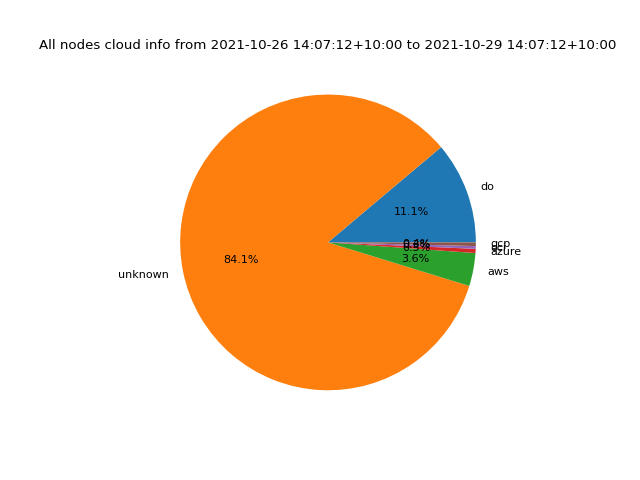 All nodes cloud info from 2021-10-26 14:07:12+10:00 to 2021-10-29 14:07:12+10:00
do
11.1%
gcp
azure
3.6%
aws
84.1%
unknown